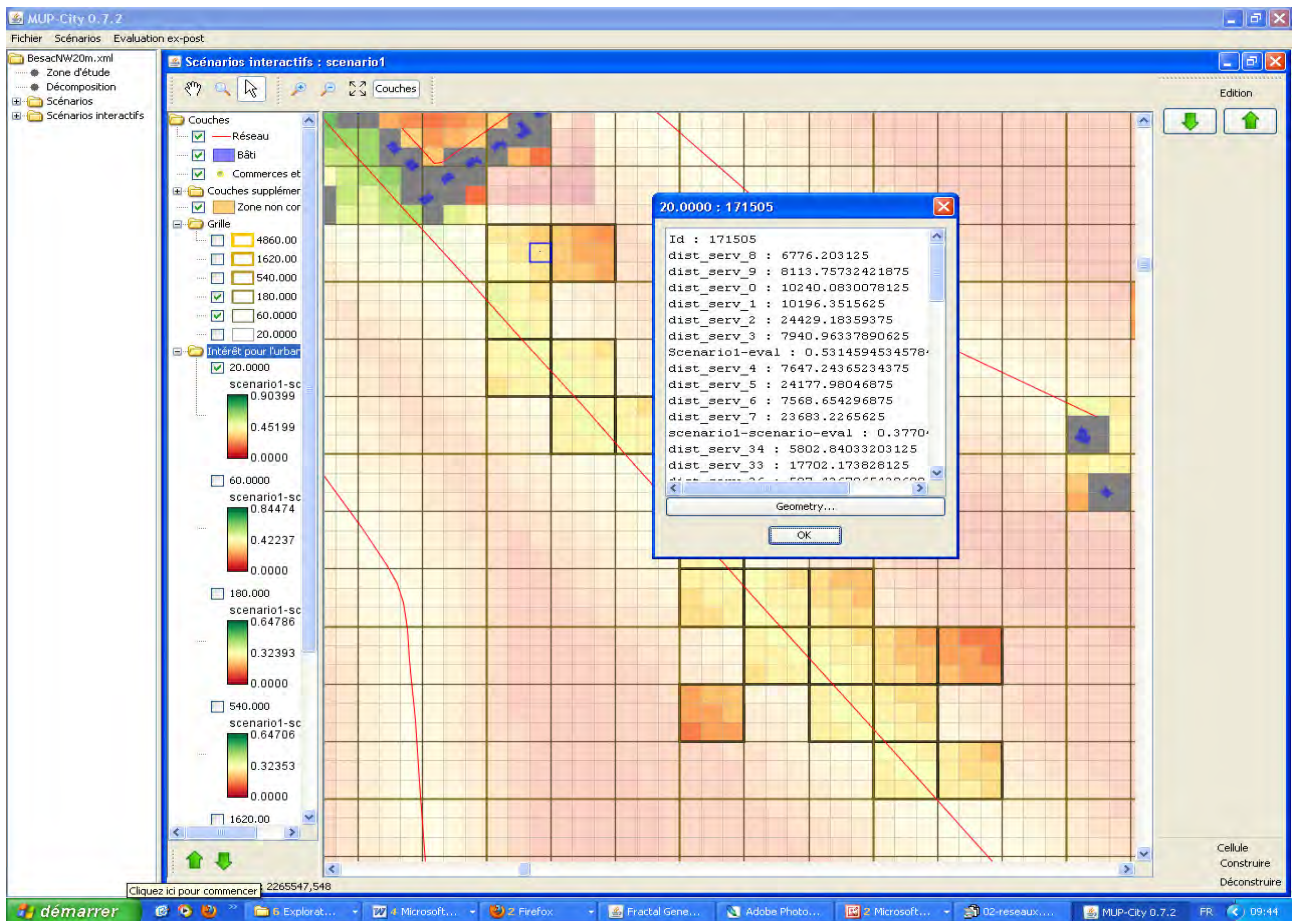 MUP-City 0.7.2
Fichier Scénarios Evaluation ex-post
BesacNW20m.xml
Zone d'étude
Décomposition
Scénarios
Scénarios interactifs
Scénarios interactifs : scenario1
Couches
Edition
Couches
Réseau
Bâti
Commerces et
Couches supplémer
Zone non cor
Grille
4860.00
1620.00
540.000
180.000
60.0000
20.0000
Intérêt pour l'urbar
20.0000
scenario1-sc
0.90399
0.45199
0.0000
60.0000
scenario1-sc
0.84474
0.42237
0.0000
180.000
scenario1-sc
0.64786
0.32393
0.0000
540.000
scenario1-sc
0.64706
0.32353
0.0000
1620.00
20.0000 : 171505
Id : 171505
dist_serv_8 : 6776.203125
dist_serv_9 : 8113.75732421875
dist_serv_0 : 10240.0830078125
dist_serv_1 : 10196.3515625
dist_serv_2 : 24429.18359375
dist_serv_3 : 7940.96337890625
Scenario1-eval : 0.5314594534578
dist_serv_4 : 7647.24365234375
dist_serv_5 : 24177.98046875
dist_serv_6 : 7568.654296875
dist_serv_7 : 23683.2265625
scenario1-scenario-eval : 0.3770
dist_serv_34 : 5802.84033203125
dist_serv_33 : 17702.173828125
Geometry...
OK
Cellule
Construire
Déconstruire
Cliquez ici pour commencer
2265547,548
démarrer
6 Explorat...
4 Microsoft...
2 Firefox
Fractal Gene...
Adobe Photo...
2 Microsoft...
02-reseaux....
MUP-City 0.7.2
FR
09:44